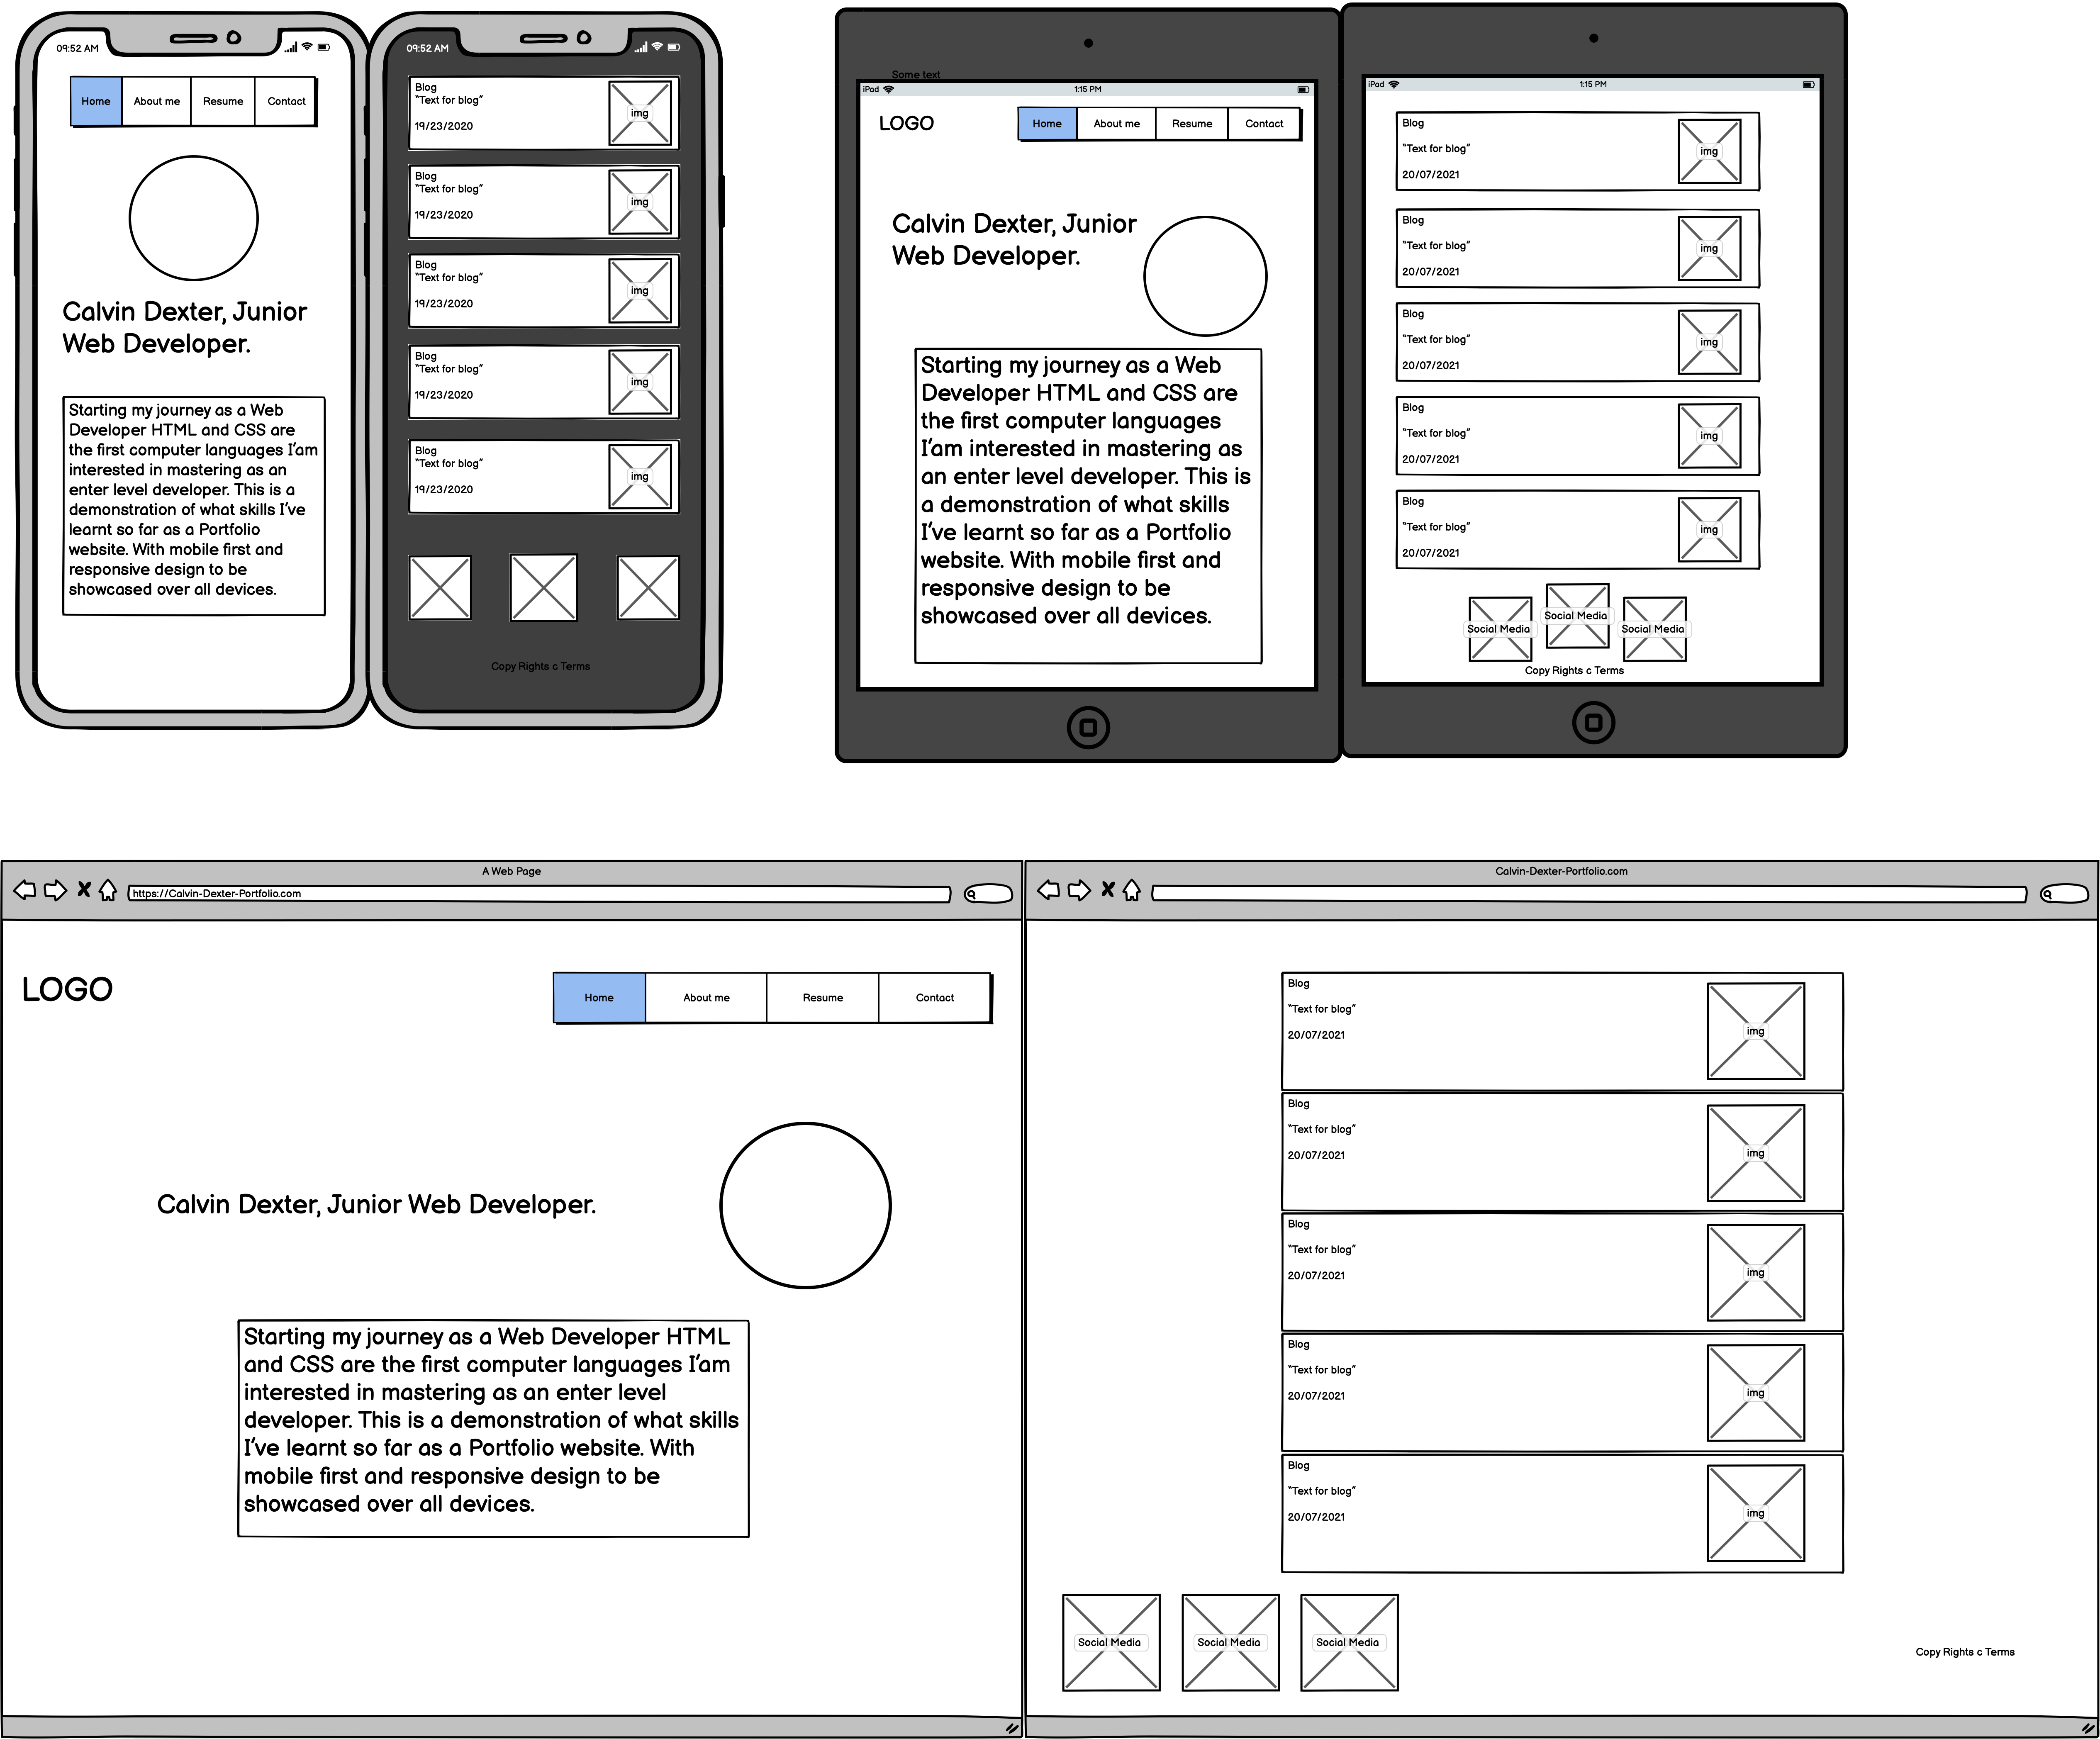 09:52 AM
Home About me Resume Contact
Calvin Dexter, Junior
Web Developer.
Starting my journey as a Web
Developer HTML and CSS are
the first computer languages I'am
interested in mastering as an
enter level developer. This is a
demonstration of what skills I've
learnt so far as a Portfolio
website. With mobile first and
responsive design to be
showcased over all devices.
09:52 AM
Blog
"Text for blog"
19/23/2020
img
Blog
"Text for blog"
19/23/2020
img
Blog
"Text for blog"
19/23/2020
img
Blog
"Text for blog"
19/23/2020
img
Blog
"Text for blog"
19/23/2020
img
Copy Rights c Terms
Some text
iPad 1:15 PM
LOGO
Home About me Resume Contact
Calvin Dexter, Junior
Web Developer.
Starting my journey as a Web
Developer HTML and CSS are
the first computer languages
I'am interested in mastering as
an enter level developer. This is
a demonstration of what skills
I've learnt so far as a Portfolio
website. With mobile first and
responsive design to be
showcased over all devices.
iPad 1:15 PM
Blog
"Text for blog"
20/07/2021
img
Blog
"Text for blog"
20/07/2021
img
Blog
"Text for blog"
20/07/2021
img
Blog
"Text for blog"
20/07/2021
img
Blog
"Text for blog"
20/07/2021
img
Social Media Social Media Social Media
Copy Rights c Terms
A Web Page
https://Calvin-Dexter-Portfolio.com
LOGO
Home About me Resume Contact
Calvin Dexter, Junior Web Developer.
Starting my journey as a Web Developer HTML
and CSS are the first computer languages I'am
interested in mastering as an enter level
developer. This is a demonstration of what skills
I've learnt so far as a Portfolio website. With
mobile first and responsive design to be
showcased over all devices.
Calvin-Dexter-Portfolio.com
Blog
"Text for blog"
20/07/2021
img
Blog
"Text for blog"
20/07/2021
img
Blog
"Text for blog"
20/07/2021
img
Blog
"Text for blog"
20/07/2021
img
Blog
"Text for blog"
20/07/2021
img
Social Media Social Media Social Media
Copy Rights c Terms